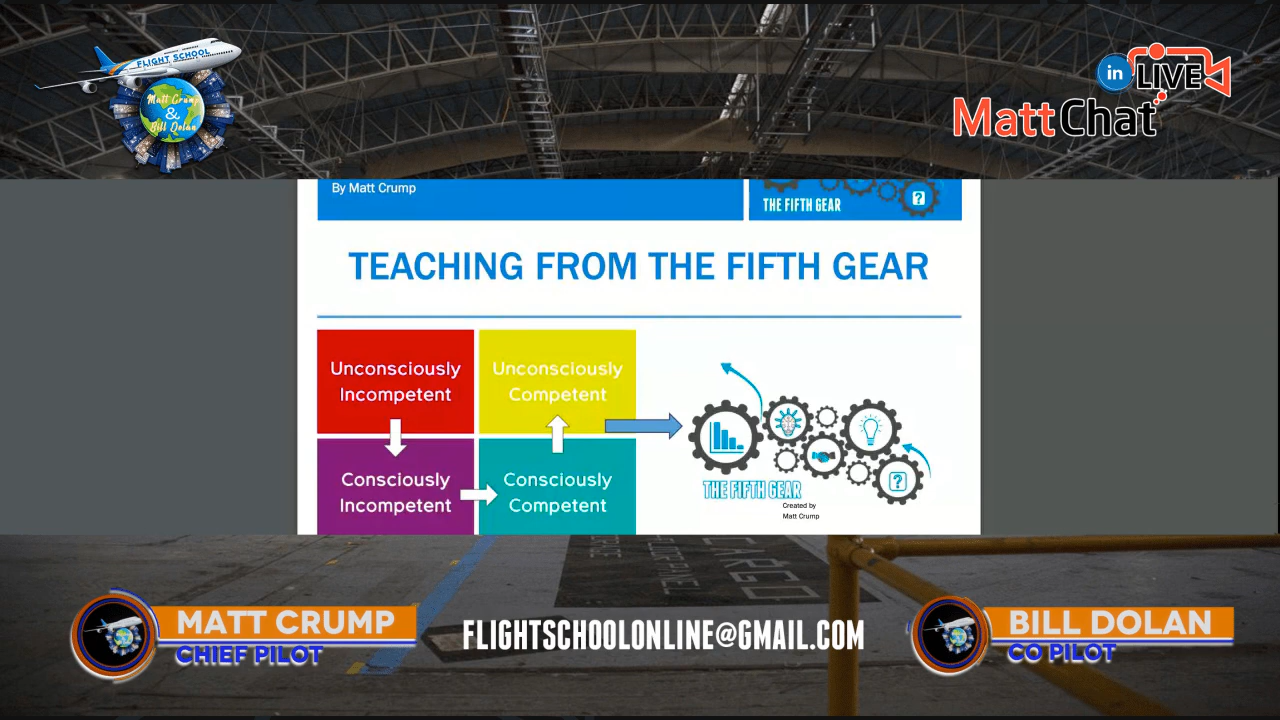 FLIGHT SCHOOL
Matt Crump
&
Bill Dolan
in LIVE
MattChat
By Matt Crump
THE FIFTH GEAR
?
TEACHING FROM THE FIFTH GEAR
Unconsciously
Incompetent
Unconsciously
Competent
Consciously
Incompetent
Consciously
Competent
?
THE FIFTH GEAR
Created by
Matt Crump
CARGO
MATT CRUMP
CHIEF PILOT
FLIGHTSCHOOLONLINE@GMAIL.COM
BILL DOLAN
CO PILOT